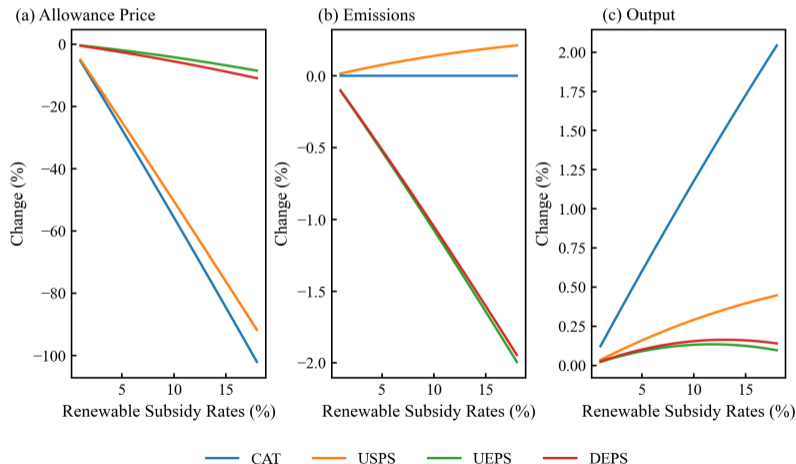 (a) Allowance Price
(b) Emissions
(c) Output
0
−20
−40
−60
−80
−100
Change (%)
5
10
15
Renewable Subsidy Rates (%)
0.0
−0.5
−1.0
−1.5
−2.0
Change (%)
5
10
15
Renewable Subsidy Rates (%)
2.00
1.75
1.50
1.25
1.00
0.75
0.50
0.25
0.00
Change (%)
5
10
15
Renewable Subsidy Rates (%)
CAT
USPS
UEPS
DEPS